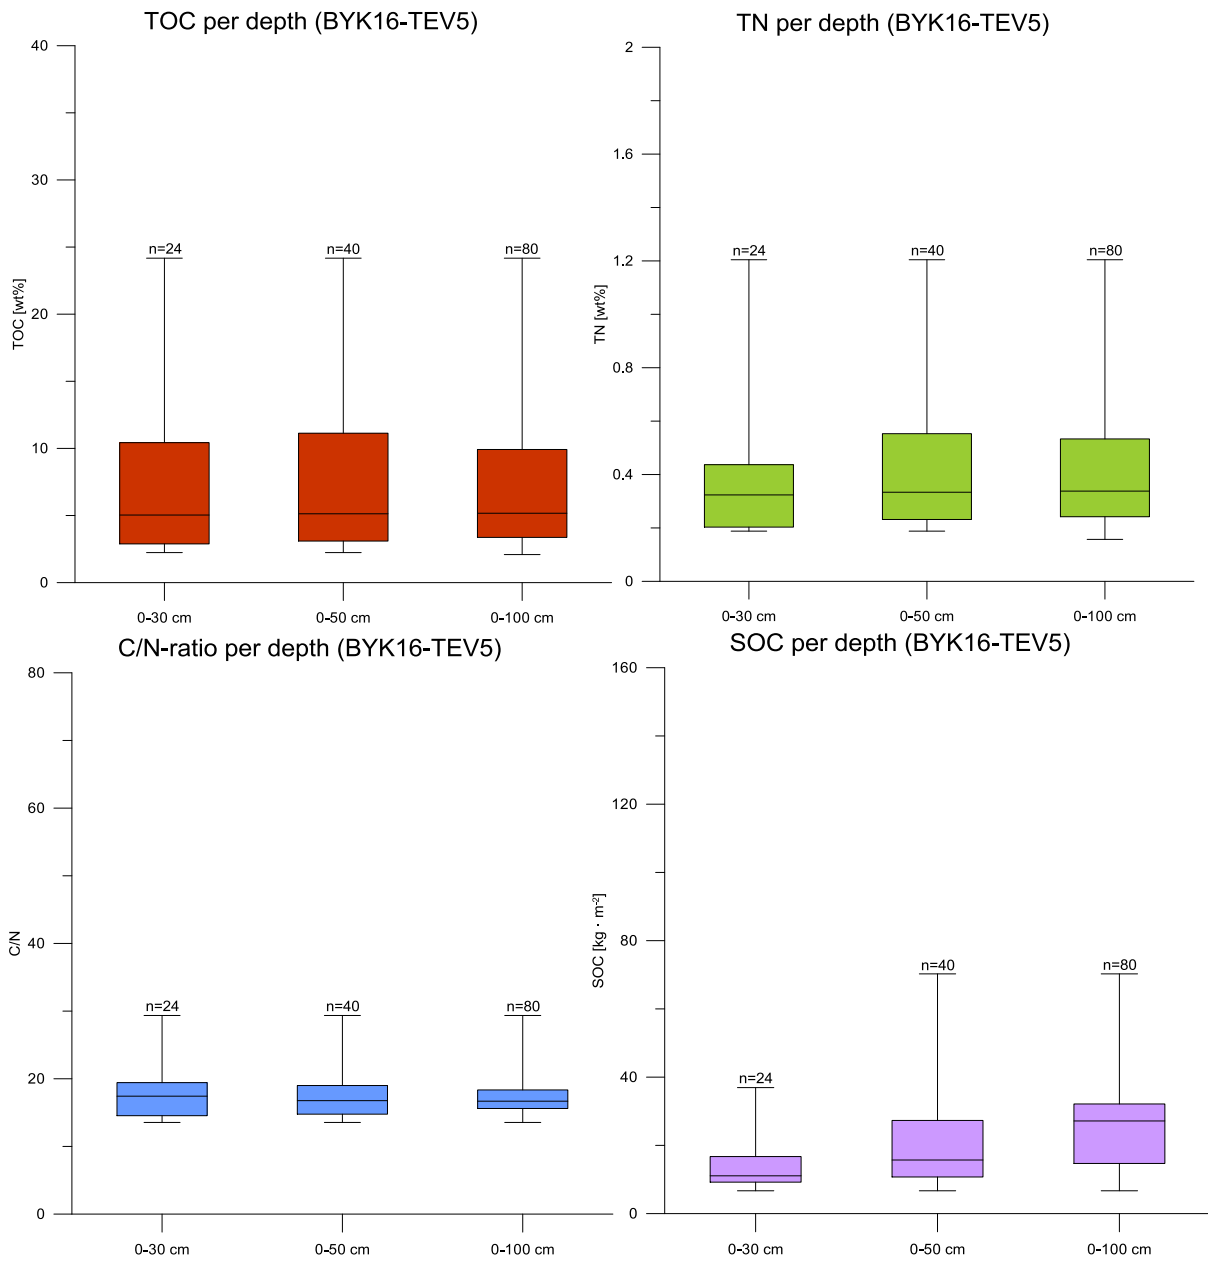 TOC per depth (BYK16-TEV5)
40
30
20
10
0
TOC [wt%]
n=24
n=40
n=80
0-30 cm
0-50 cm
0-100 cm
TN per depth (BYK16-TEV5)
2
1.6
1.2
0.8
0.4
0
TN [wt%]
n=24
n=40
n=80
0-30 cm
0-50 cm
0-100 cm
C/N-ratio per depth (BYK16-TEV5)
80
60
40
20
0
C/N
n=24
n=40
n=80
0-30 cm
0-50 cm
0-100 cm
SOC per depth (BYK16-TEV5)
160
120
80
40
0
SOC [kg · m⁻²]
n=24
n=40
n=80
0-30 cm
0-50 cm
0-100 cm